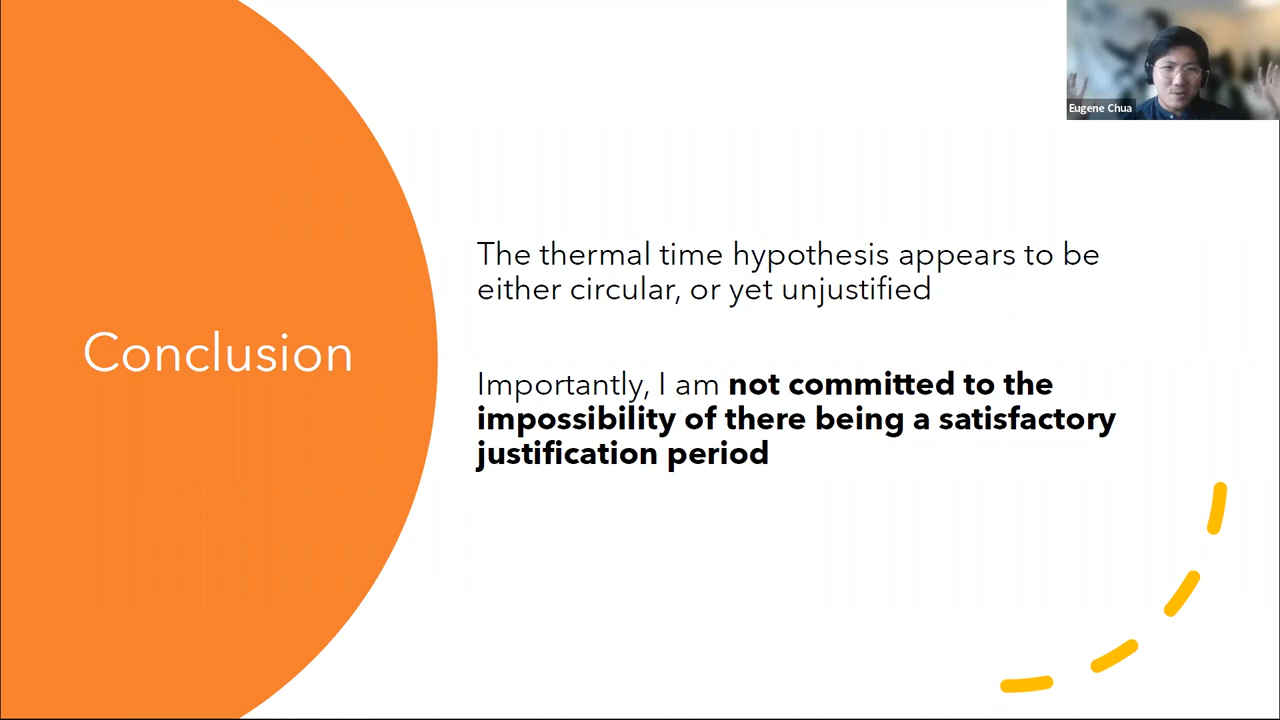 Eugene Chua
Conclusion
The thermal time hypothesis appears to be
either circular, or yet unjustified
Importantly, I am not committed to the
impossibility of there being a satisfactory
justification period